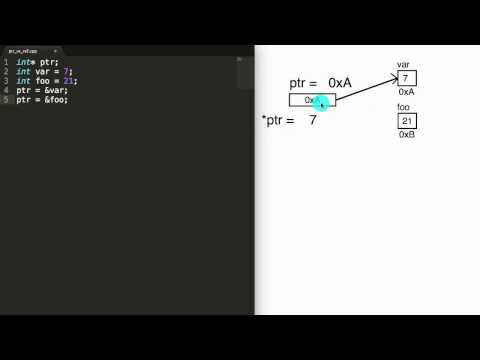 ptr_vs_ref.cpp
1 int* ptr;
2 int var = 7;
3 int foo = 21;
4 ptr = &var;
5 ptr = &foo;
var
ptr = 0xA
7
0xA
0xA
*ptr = 7
foo
21
0xB